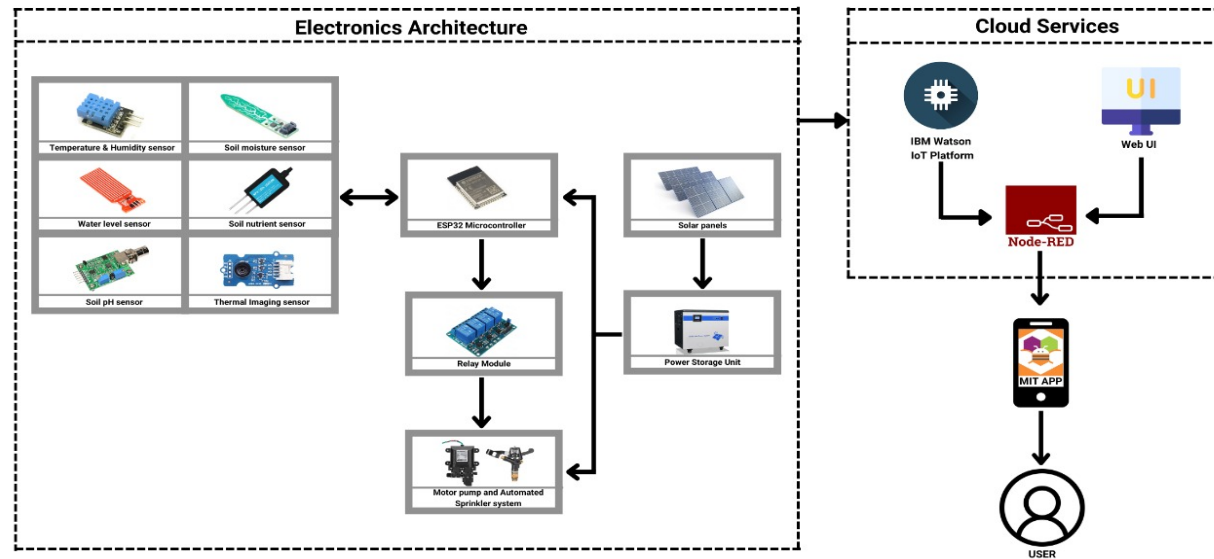 Electronics Architecture
Cloud Services
Temperature & Humidity sensor
Soil moisture sensor
Water level sensor
Soil nutrient sensor
Soil pH sensor
Thermal Imaging sensor
ESP32 Microcontroller
Solar panels
Relay Module
Power Storage Unit
Motor pump and Automated
Sprinkler system
IBM Watson
IoT Platform
UI
Web UI
Node-RED
MIT APP
USER